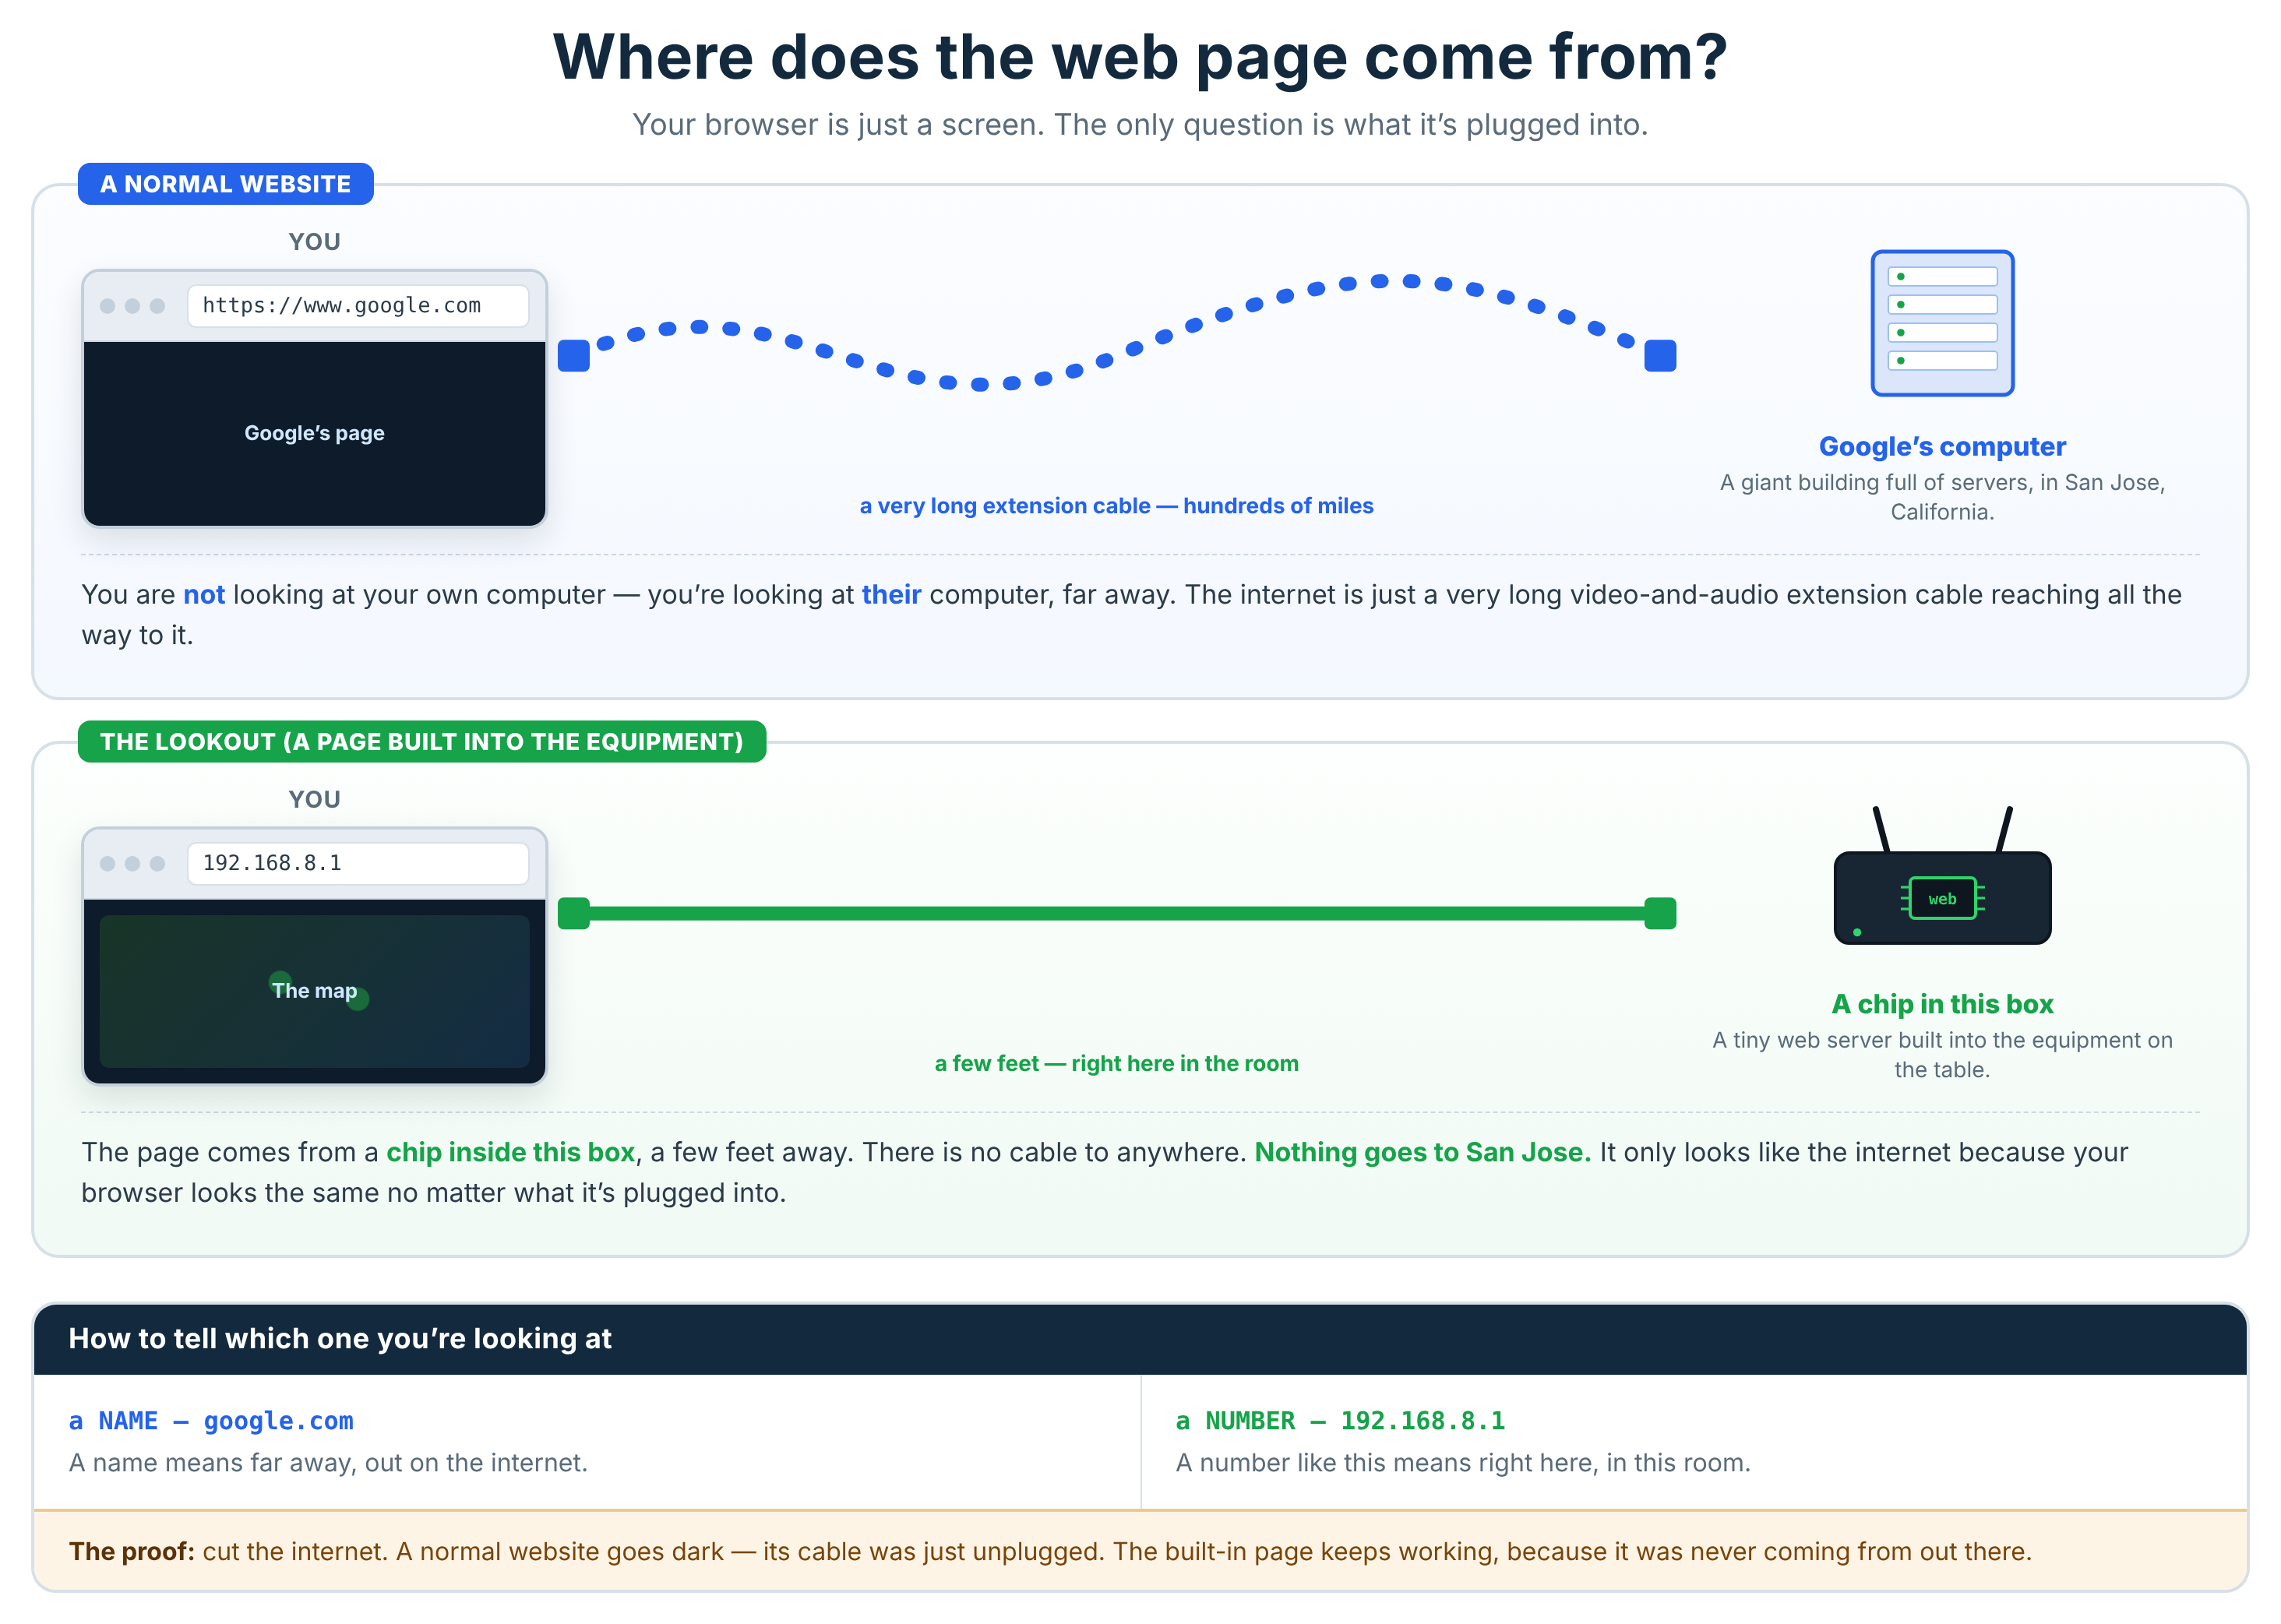 Where does the web page come from?
Your browser is just a screen. The only question is what it’s plugged into.
A NORMAL WEBSITE
YOU
https://www.google.com
Google’s page
a very long extension cable — hundreds of miles
Google’s computer
A giant building full of servers, in San Jose,
California.
You are not looking at your own computer — you’re looking at their computer, far away. The internet is just a very long video-and-audio extension cable reaching all the
way to it.
THE LOOKOUT (A PAGE BUILT INTO THE EQUIPMENT)
YOU
192.168.8.1
The map
a few feet — right here in the room
web
A chip in this box
A tiny web server built into the equipment on
the table.
The page comes from a chip inside this box, a few feet away. There is no cable to anywhere. Nothing goes to San Jose. It only looks like the internet because your
browser looks the same no matter what it’s plugged into.
How to tell which one you’re looking at
a NAME — google.com
A name means far away, out on the internet.
a NUMBER — 192.168.8.1
A number like this means right here, in this room.
The proof: cut the internet. A normal website goes dark — its cable was just unplugged. The built-in page keeps working, because it was never coming from out there.